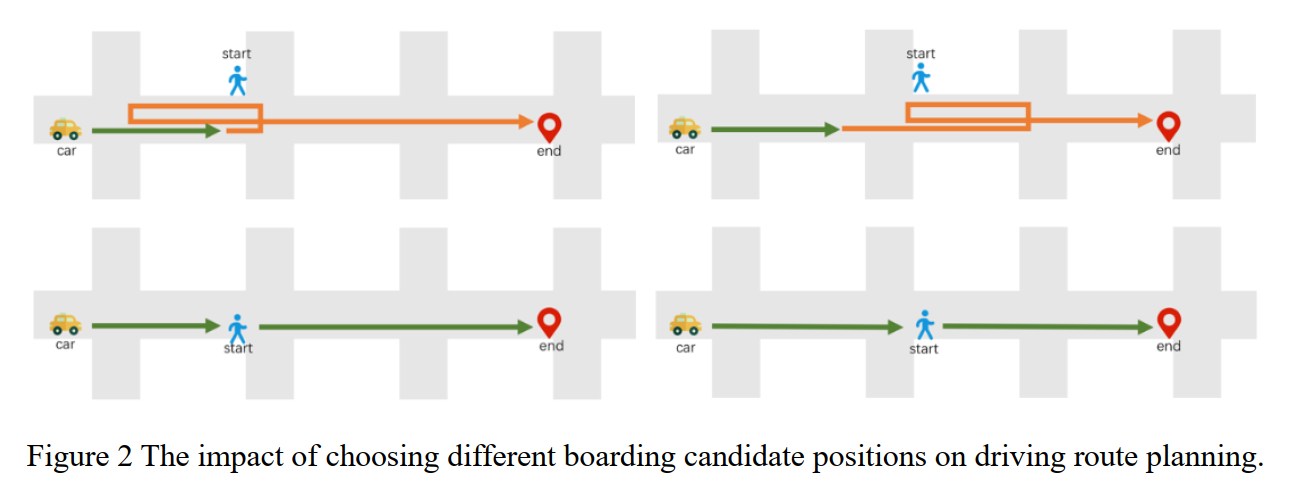 start
start
car
end
car
end
car
start
end
car
start
end
Figure 2 The impact of choosing different boarding candidate positions on driving route planning.